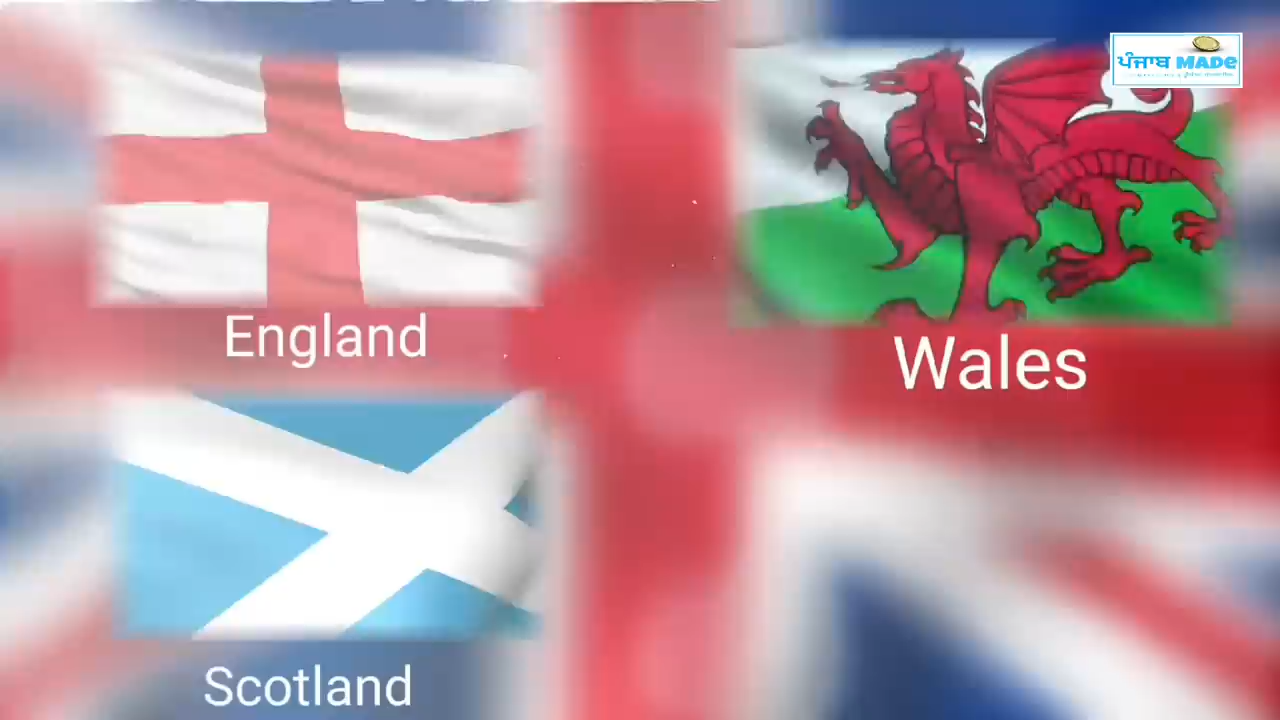 ਪੰਜਾਬ MADE
England
Wales
Scotland